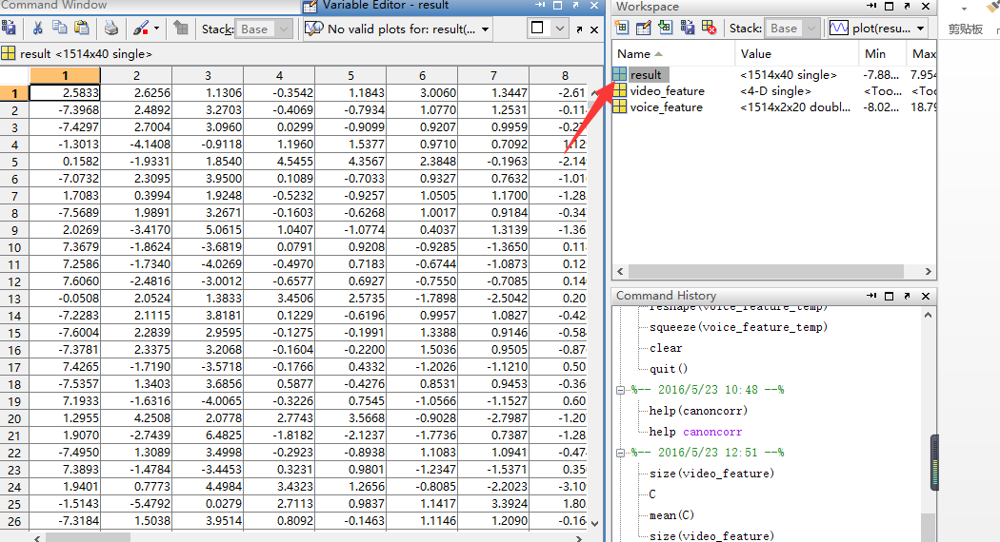 Command Window
Variable Editor - result
Stack: Base
No valid plots for: result(...
result <1514x40 single>
1 2 3 4 5 6 7 8
1 2.5833 2.6256 1.1306 -0.3542 1.1843 3.0060 1.3447 -2.61
2 -7.3968 2.4892 3.2703 -0.4069 -0.7934 1.0770 1.2531 -0.11
3 -7.4297 2.7004 3.0960 0.0299 -0.9099 0.9207 0.9959 -0.2
4 -1.3013 -4.1408 -0.9118 1.1960 1.5377 0.9710 0.7092 1.12
5 0.1582 -1.9331 1.8540 4.5455 4.3567 2.3848 -0.1963 -2.14
6 -7.0732 2.3095 3.9500 0.1089 -0.7033 0.9327 0.7632 -1.01
7 1.7083 0.3994 1.9248 -0.5232 -0.9257 1.0505 1.1700 -1.28
8 -7.5689 1.9891 3.2671 -0.1603 -0.6268 1.0017 0.9184 -0.34
9 2.0269 -3.4170 5.0615 1.0407 -1.0774 0.4037 1.3139 -1.36
10 7.3679 -1.8624 -3.6819 0.0791 0.9208 -0.9285 -1.3650 0.11
11 7.2586 -1.7340 -4.0269 -0.4970 0.7183 -0.6744 -1.0873 0.12
12 7.6060 -2.4816 -3.0012 -0.6577 0.6927 -0.7550 -0.7085 0.14
13 -0.0508 2.0524 1.3833 3.4506 2.5735 -1.7898 -2.5042 0.20
14 -7.2283 2.1115 3.8181 0.1229 -0.6196 0.9957 1.0827 -0.42
15 -7.6004 2.2839 2.9595 -0.1275 -0.1991 1.3388 0.9146 -0.58
16 -7.3781 2.3375 3.2068 -0.1604 -0.2200 1.5036 0.9505 -0.87
17 7.4265 -1.7190 -3.5718 -0.1766 0.4332 -1.2026 -1.1210 0.50
18 -7.5357 1.3403 3.6856 0.5877 -0.4276 0.8531 0.9453 -0.36
19 7.1933 -1.6316 -4.0065 -0.3226 0.7545 -1.0566 -1.1527 0.60
20 1.2955 4.2508 2.0778 2.7743 3.5668 -0.9028 -2.7987 -1.20
21 1.9070 -2.7439 6.4825 -1.8182 -2.1237 -1.7736 0.7387 -1.28
22 -7.4950 1.3089 3.4998 -0.2923 -0.8938 1.1083 1.0941 -0.47
23 7.3893 -1.4784 -3.4453 0.3231 0.9801 -1.2347 -1.5371 0.35
24 1.9401 0.7773 4.4984 3.4323 1.2656 -0.8085 -2.2023 -3.10
25 -1.5143 -5.4792 0.0279 2.7113 0.9837 1.1417 3.3924 1.80
26 -7.3184 1.5038 3.9514 0.8092 -0.1463 1.1146 1.2090 -0.16
Workspace
Stack: Base
plot(resu...
Name Value Min Max
result <1514x40 single> -7.88... 7.954
video_feature <4-D single> <Too... <To
voice_feature <1514x2x20 doubl... -8.02... 18.79
Command History
reshape(voice_feature_temp)
squeeze(voice_feature_temp)
clear
quit()
%-- 2016/5/23 10:48 --%
help(canoncorr)
help canoncorr
%-- 2016/5/23 12:51 --%
size(video_feature)
C
mean(C)
size(video_feature)
剪贴板